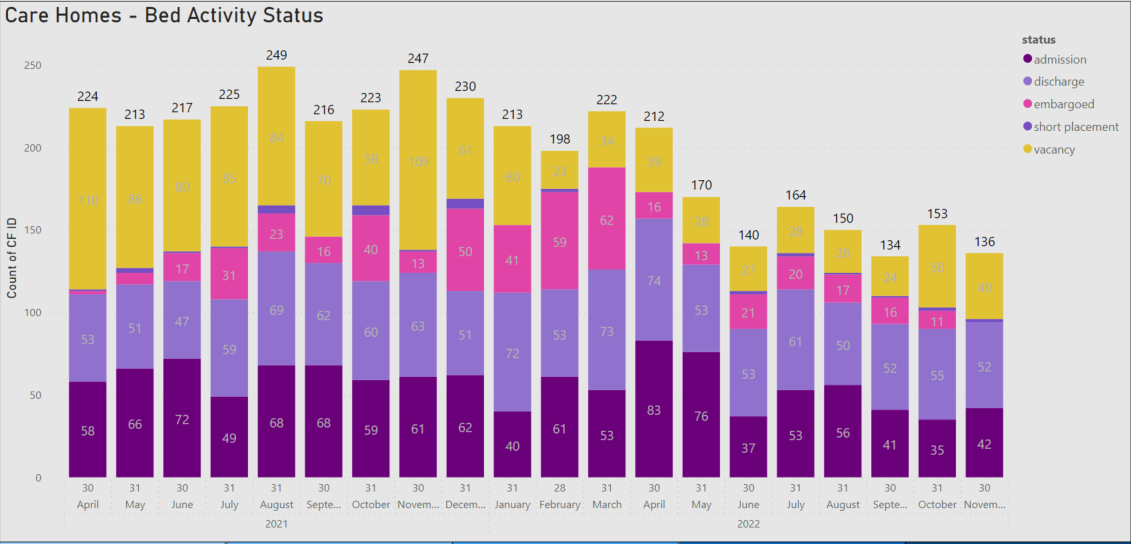 Care Homes - Bed Activity Status
status
admission
discharge
embargoed
short placement
vacancy
Count of CF ID
250
200
150
100
50
0
224 213 217 225 249 216 223 247 230 213 198 222 212 170 140 164 150 134 153 136
110 86 80 85 84 70 58 109 61 60 23 34 39 28 27 28 26 24 50 40
17 31 23 16 40 13 50 41 59 62 16 13 21 20 17 16 11
53 51 47 59 69 62 60 63 51 72 53 73 74 53 53 61 50 52 55 52
58 66 72 49 68 68 59 61 62 40 61 53 83 76 37 53 56 41 35 42
30 31 30 31 31 30 31 30 31 31 28 31 30 31 30 31 31 30 31 30
April May June July August Septe... October Novem... Decem... January February March April May June July August Septe... October Novem...
2021 2022